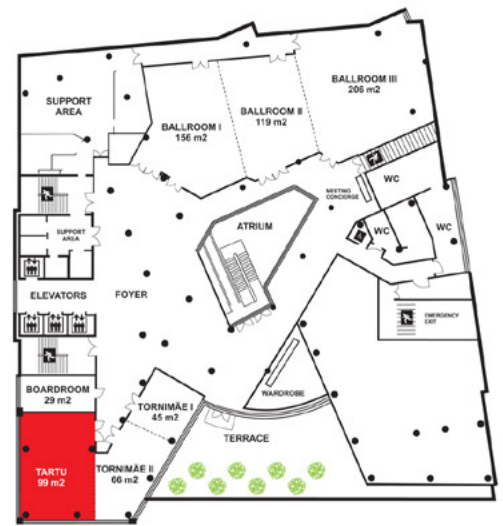 SUPPORT
AREA
BALLROOM I
156 m2
BALLROOM II
119 m2
BALLROOM III
206 m2
MEETING
CONCIERGE
WC
WC
WC
SUPPORT
AREA
ATRIUM
ELEVATORS
FOYER
EMERGENCY
EXIT
BOARDROOM
29 m2
WARDROBE
TORNIMÄE I
45 m2
TERRACE
TARTU
99 m2
TORNIMÄE II
66 m2